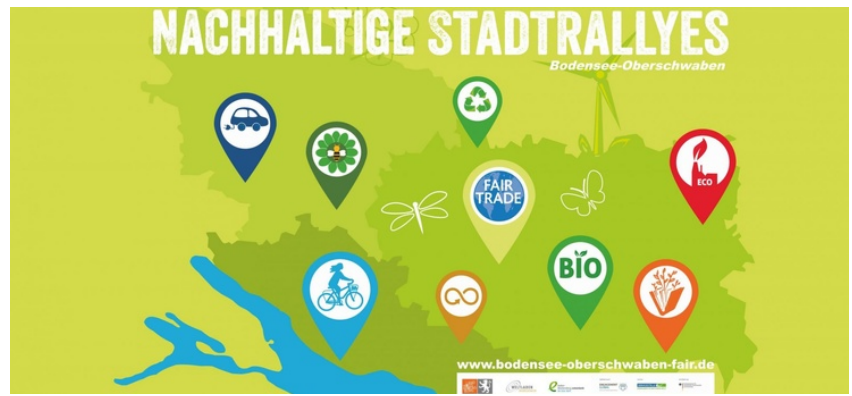 NACHHALTIGE STADTRALLYES
Bodensee-Oberschwaben
ECO
FAIR
TRADE
BIO
www.bodensee-oberschwaben-fair.de